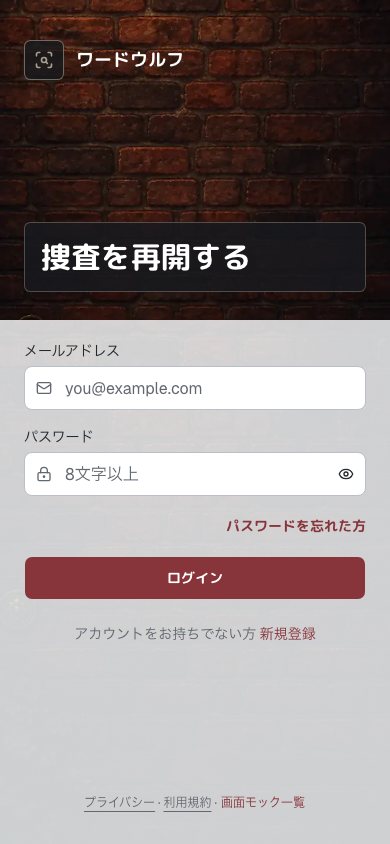 ワードウルフ
捜査を再開する
メールアドレス
you@example.com
パスワード
8文字以上
パスワードを忘れた方
ログイン
アカウントをお持ちでない方 新規登録
プライバシー · 利用規約 · 画面モック一覧